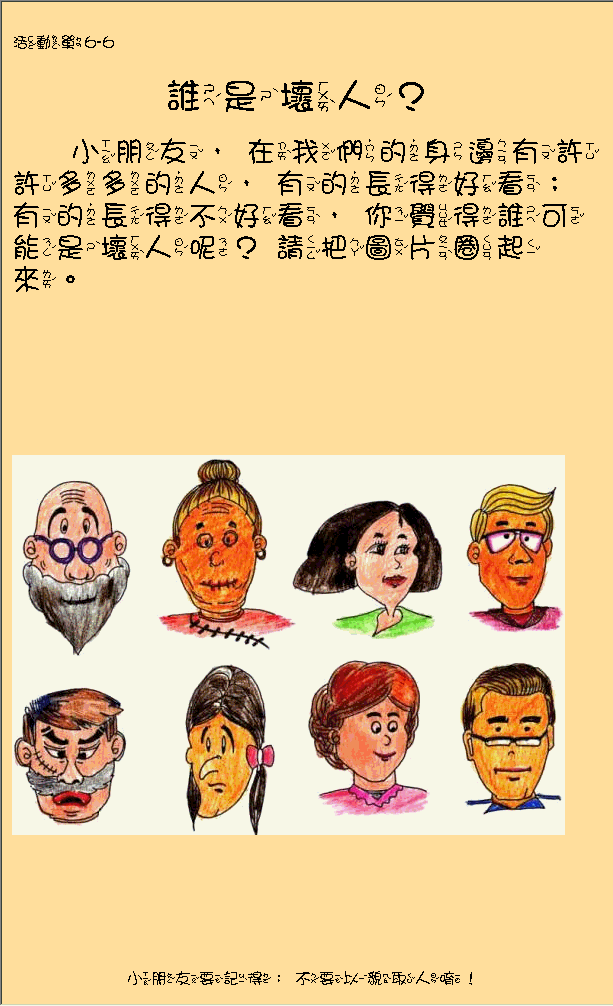 活動單6-6
誰是壞人？
小朋友，在我們的身邊有許
許多多的人，有的長得好看；
有的長得不好看，你覺得誰可
能是壞人呢？請把圖片圈起
來。
小朋友要記得：不要以貌取人唷！